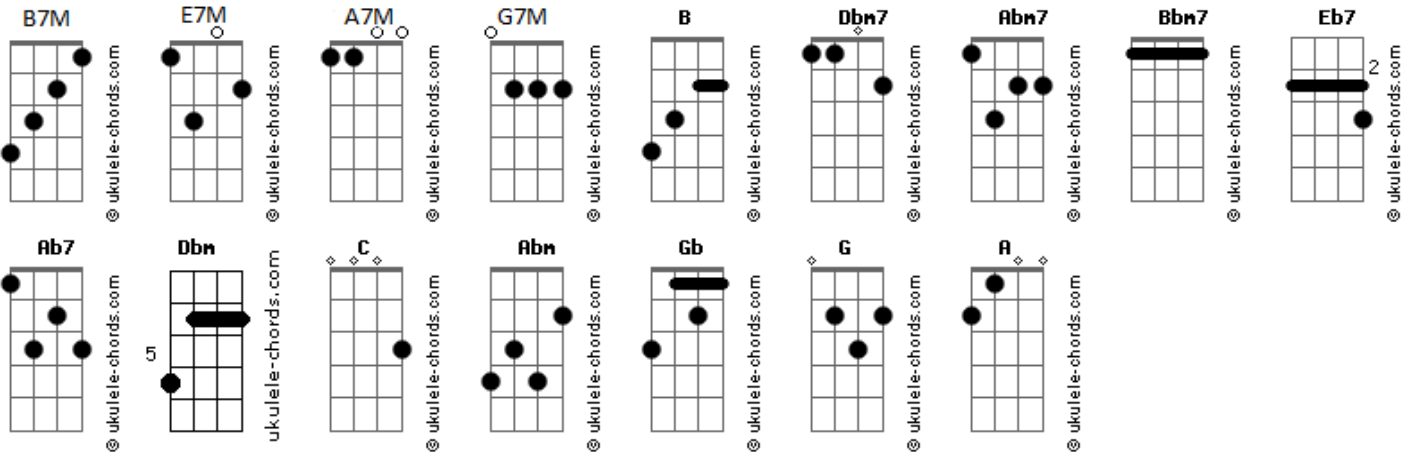 B7M E7M A7M G7M B Dbm7 Abm7 Bbm7 Eb7
2
© ukulele-chords.com © ukulele-chords.com © ukulele-chords.com © ukulele-chords.com © ukulele-chords.com © ukulele-chords.com © ukulele-chords.com © ukulele-chords.com © ukulele-chords.com
Ab7 Dbm C Abm Gb G A
5
© ukulele-chords.com ukulele-chords.com © ukulele-chords.com © ukulele-chords.com © ukulele-chords.com © ukulele-chords.com © ukulele-chords.com